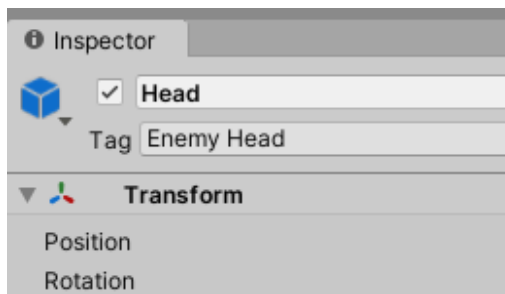 Inspector
Head
Tag Enemy Head
Transform
Position
Rotation